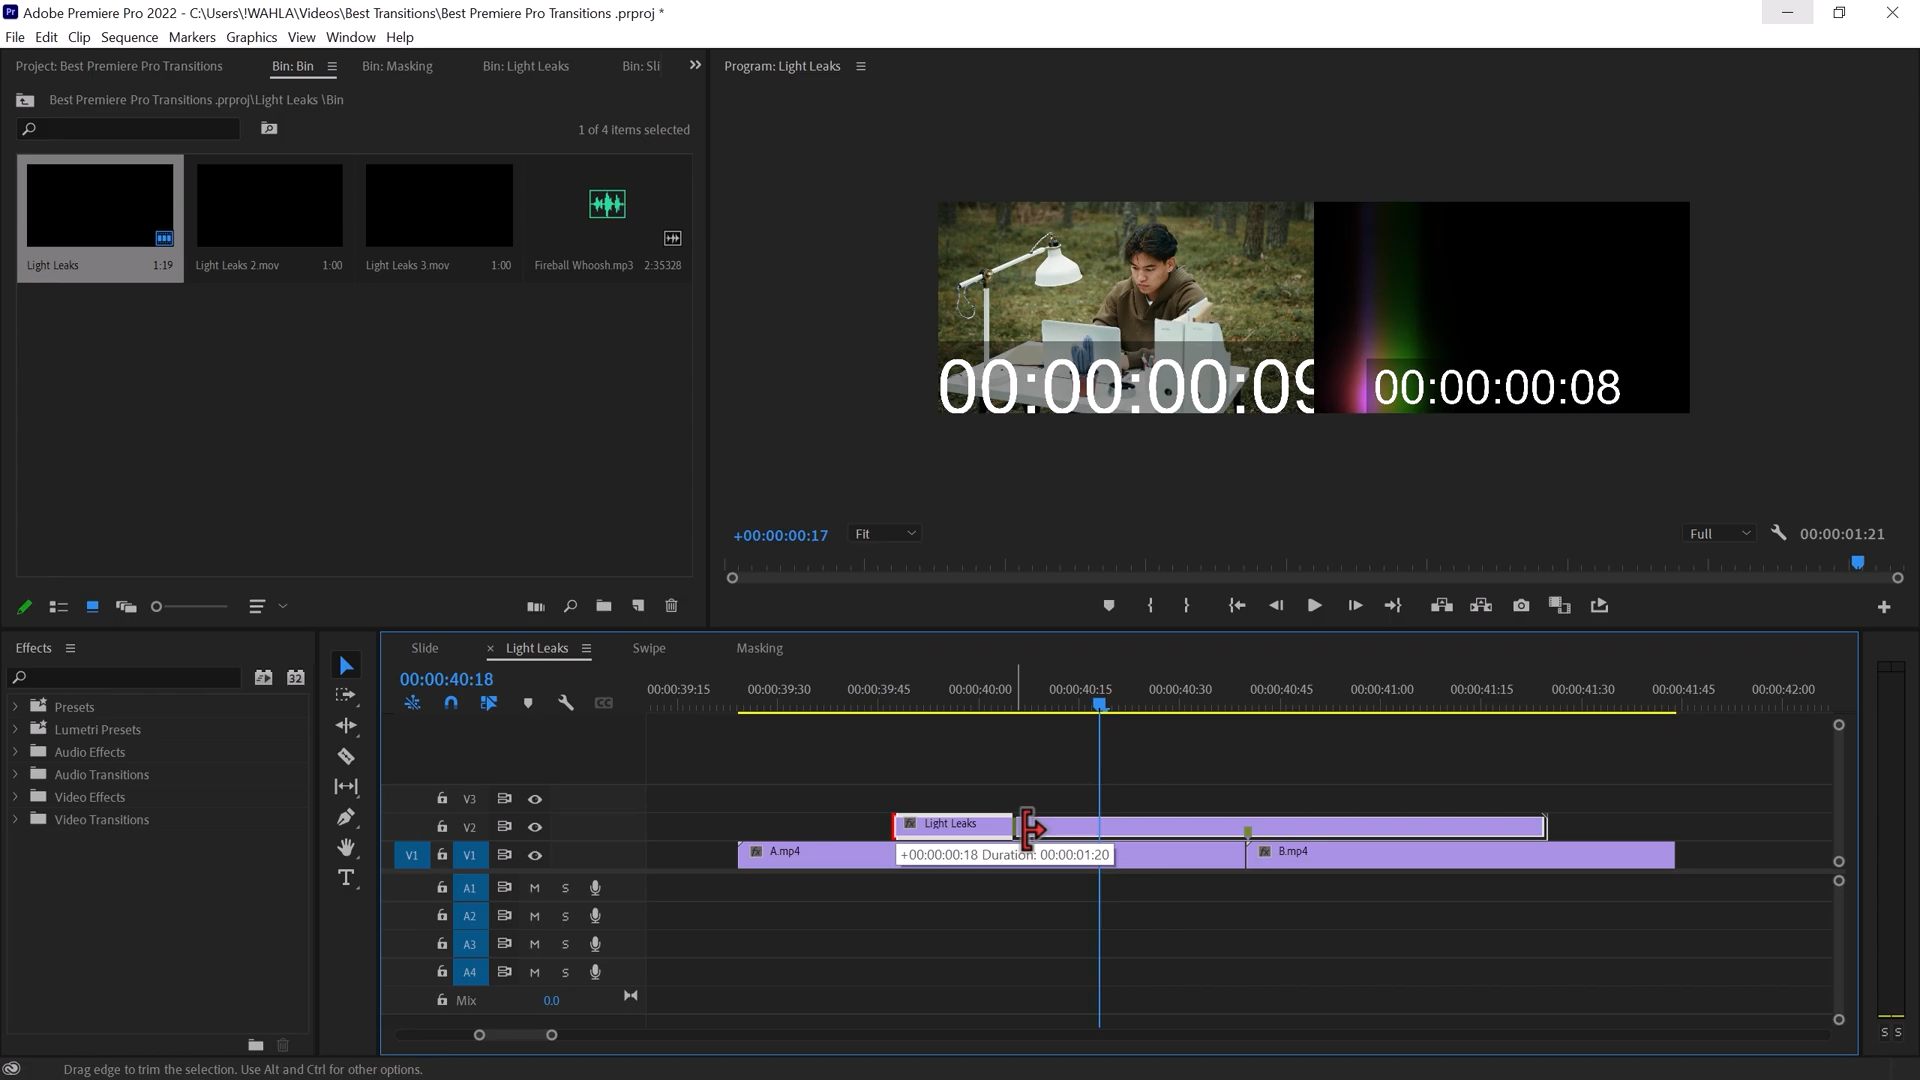 Adobe Premiere Pro 2022 - C:\Users\!WAHLA\Videos\Best Transitions\Best Premiere Pro Transitions .prproj *
File Edit Clip Sequence Markers Graphics View Window Help
Project: Best Premiere Pro Transitions Bin: Bin Bin: Masking Bin: Light Leaks Bin: Sli
Program: Light Leaks
Best Premiere Pro Transitions .prproj\Light Leaks \Bin
1 of 4 items selected
Light Leaks 1:19
Light Leaks 2.mov 1:00
Light Leaks 3.mov 1:00
Fireball Whoosh.mp3 2:35328
00:00:00:09
00:00:00:08
+00:00:00:17 Fit Full 00:00:01:21
Effects
32
Presets
Lumetri Presets
Audio Effects
Audio Transitions
Video Effects
Video Transitions
Slide × Light Leaks Swipe Masking
00:00:40:18
00:00:39:15 00:00:39:30 00:00:39:45 00:00:40:00 00:00:40:15 00:00:40:30 00:00:40:45 00:00:41:00 00:00:41:15 00:00:41:30 00:00:41:45 00:00:42:00
V3
V2 fx Light Leaks
V1 V1 fx A.mp4 fx B.mp4
+00:00:00:18 Duration: 00:00:01:20
A1 M S
A2 M S
A3 M S
A4 M S
Mix 0.0
S S
Drag edge to trim the selection. Use Alt and Ctrl for other options.